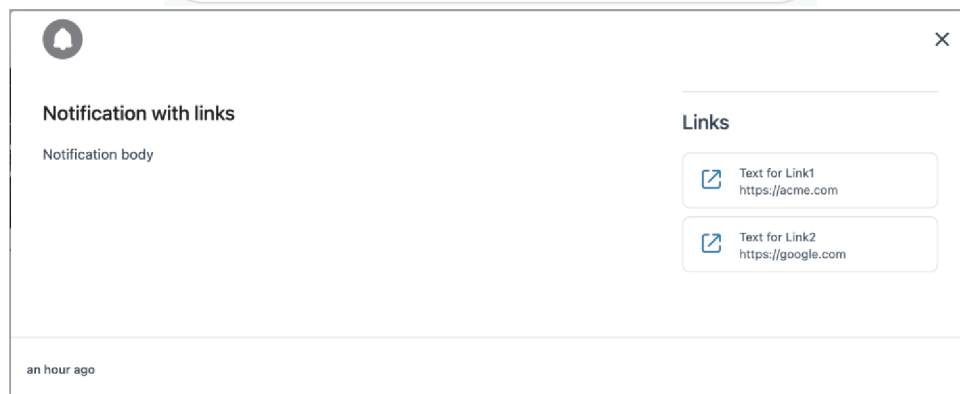 Notification with links
Notification body
Links
Text for Link1
https://acme.com
Text for Link2
https://google.com
an hour ago